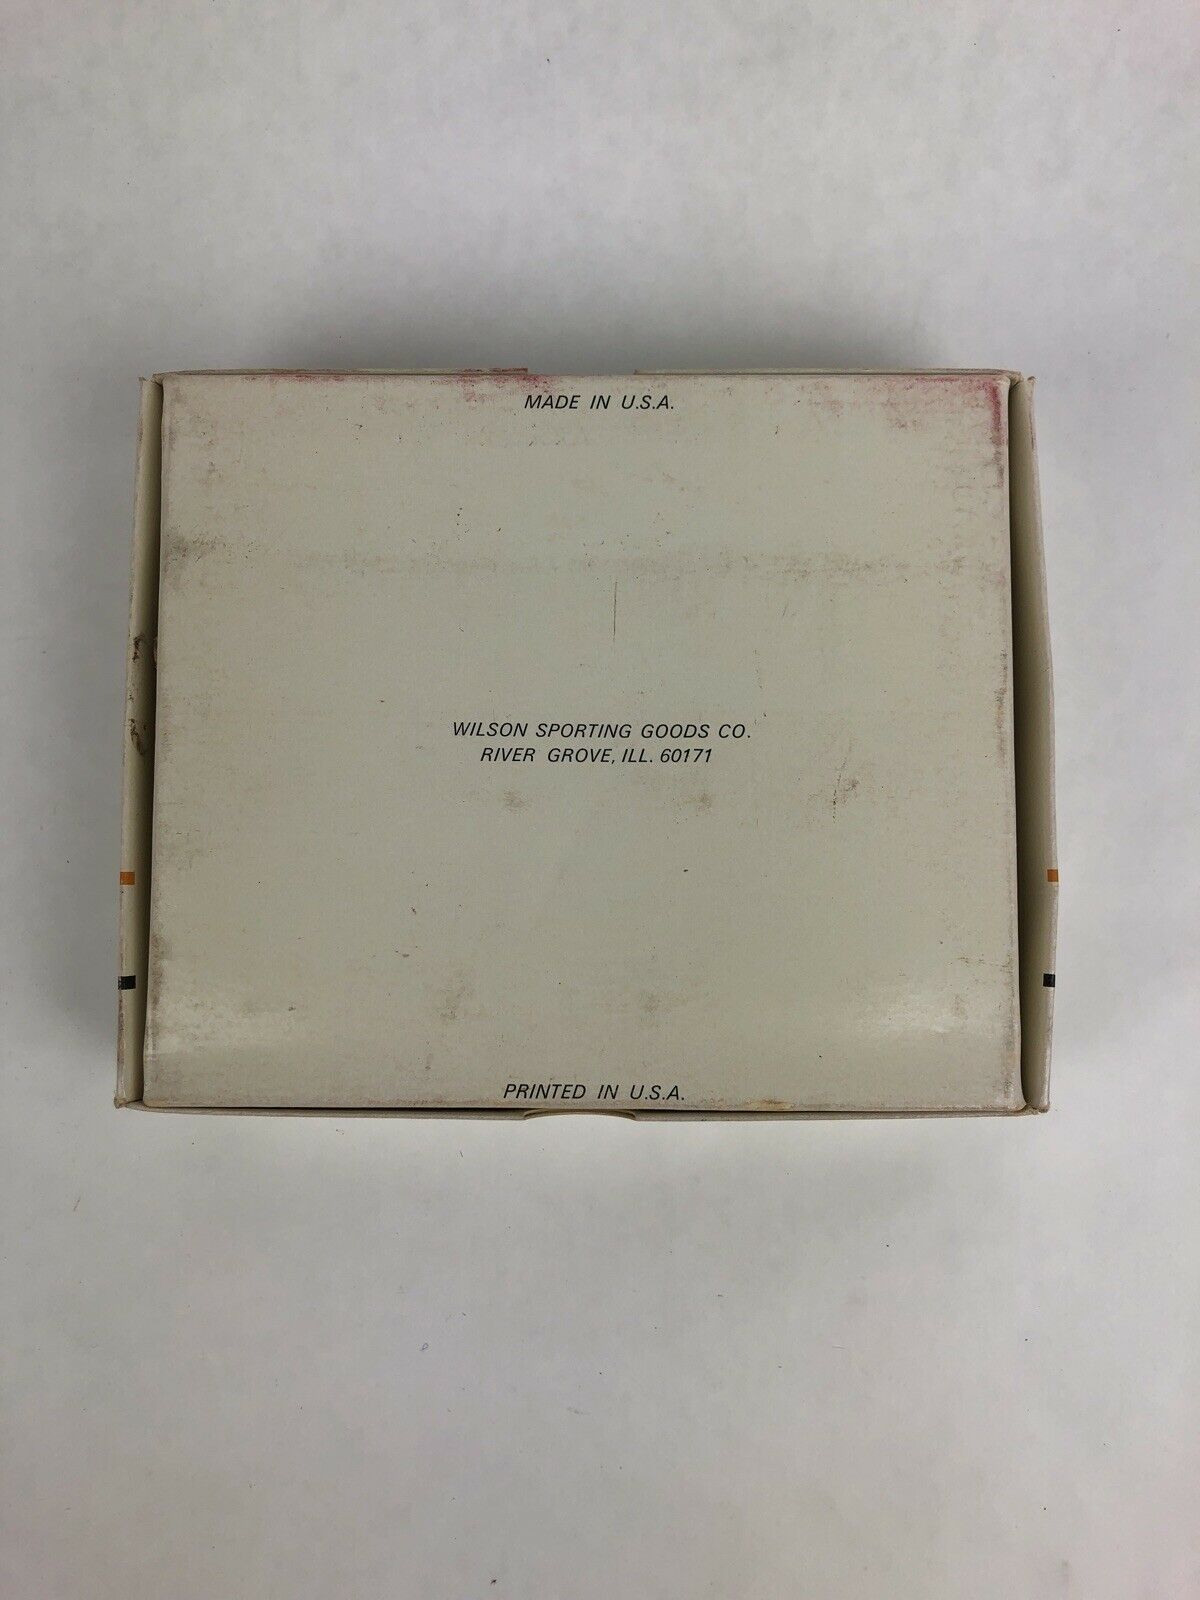 MADE IN U.S.A.
WILSON SPORTING GOODS CO.
RIVER GROVE, ILL. 60171
PRINTED IN U.S.A.